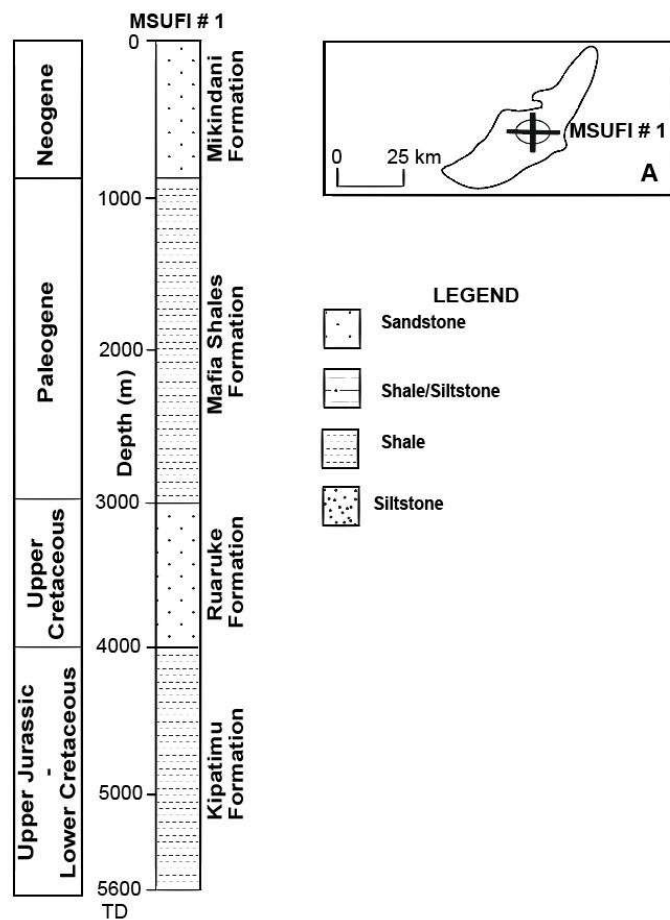 MSUFI # 1
0
1000
2000
3000
4000
5000
5600
TD
Depth (m)
Neogene
Paleogene
Upper
Cretaceous
Upper Jurassic
-
Lower Cretaceous
Mikindani
Formation
Mafia Shales
Formation
Ruaruke
Formation
Kipatimu
Formation
MSUFI # 1
0
25 km
A
LEGEND
Sandstone
Shale/Siltstone
Shale
Siltstone